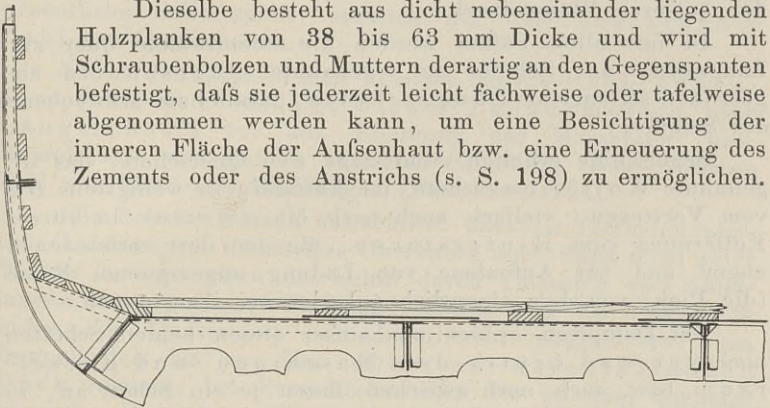 Dieselbe besteht aus dicht nebeneinander liegenden
Holzplanken von 38 bis 63 mm Dicke und wird mit
Schraubenbolzen und Muttern derartig an den Gegenspanten
befestigt, daſs sie jederzeit leicht fachweise oder tafelweise
abgenommen werden kann, um eine Besichtigung der
inneren Fläche der Auſsenhaut bzw. eine Erneuerung des
Zements oder des Anstrichs (s. S. 198) zu ermöglichen.